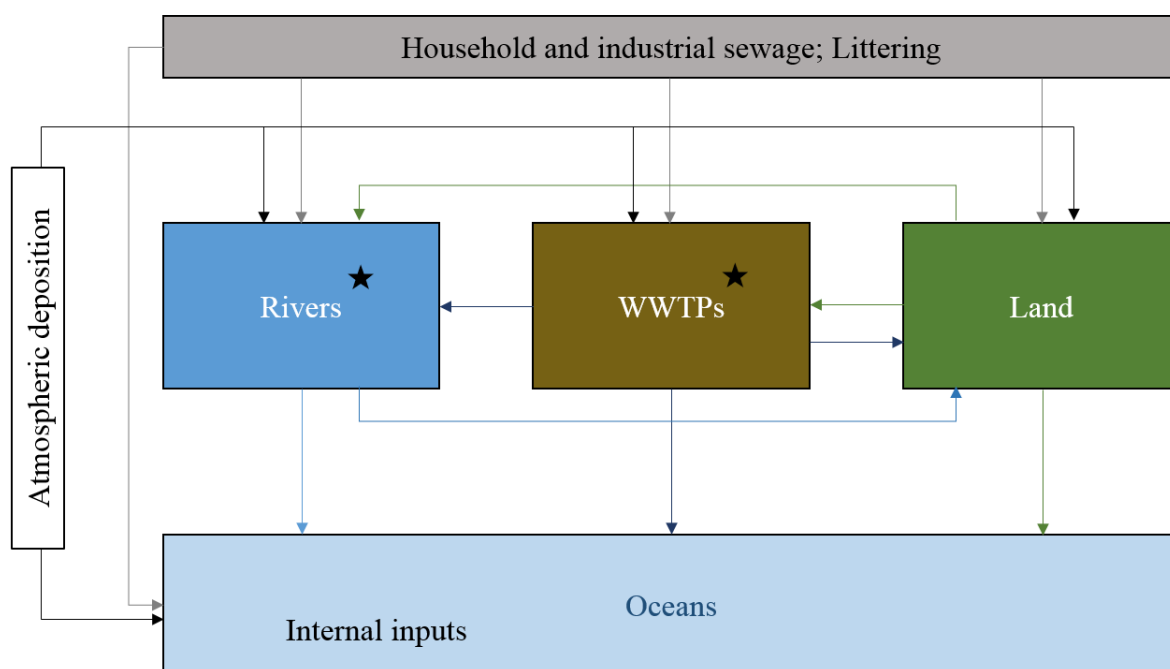 Household and industrial sewage; Littering
Atmospheric deposition
Rivers
WWTPs
Land
Oceans
Internal inputs